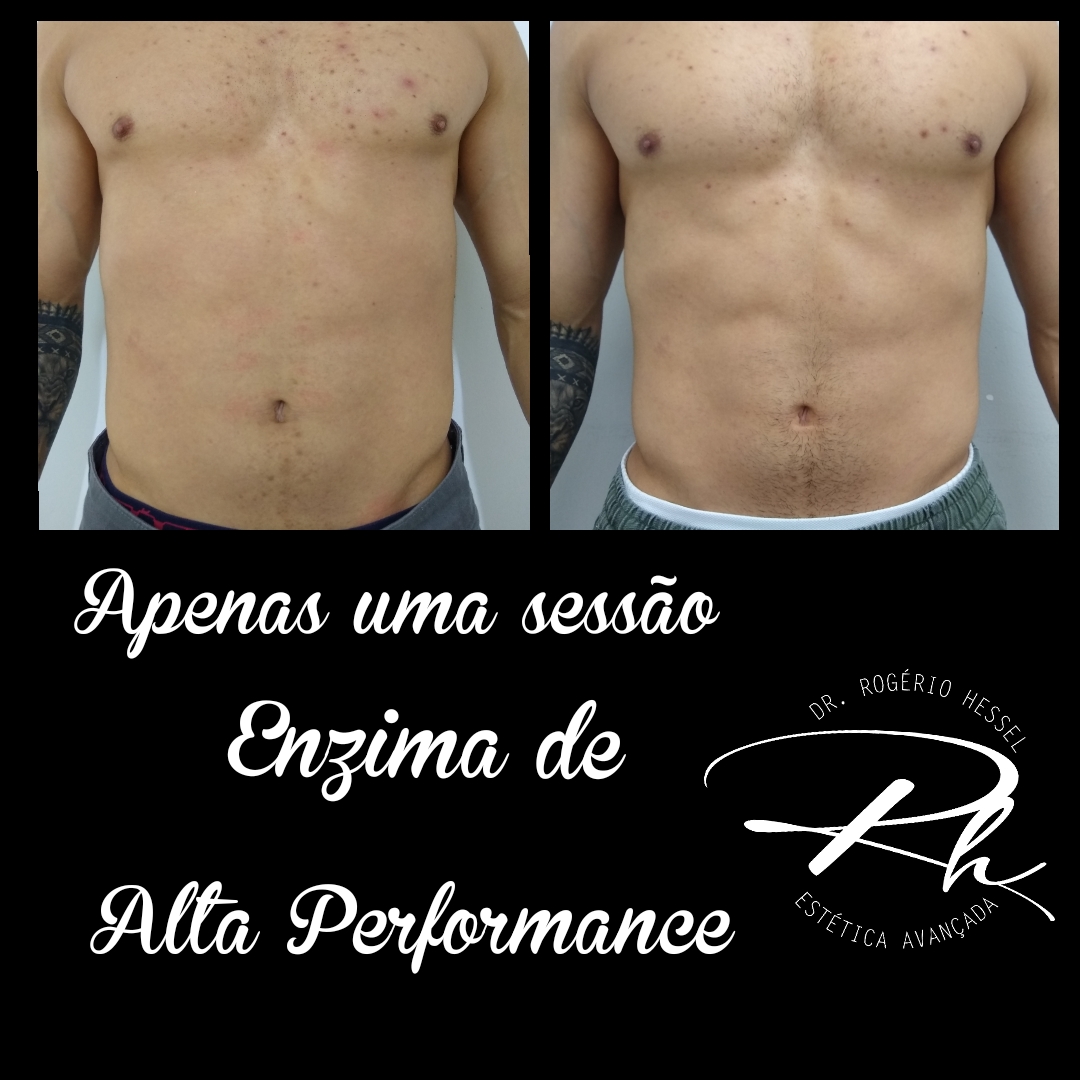 Apenas uma sessão
Enzima de
Alta Performance
DR. ROGÉRIO HESSEL
Rh
ESTÉTICA AVANÇADA